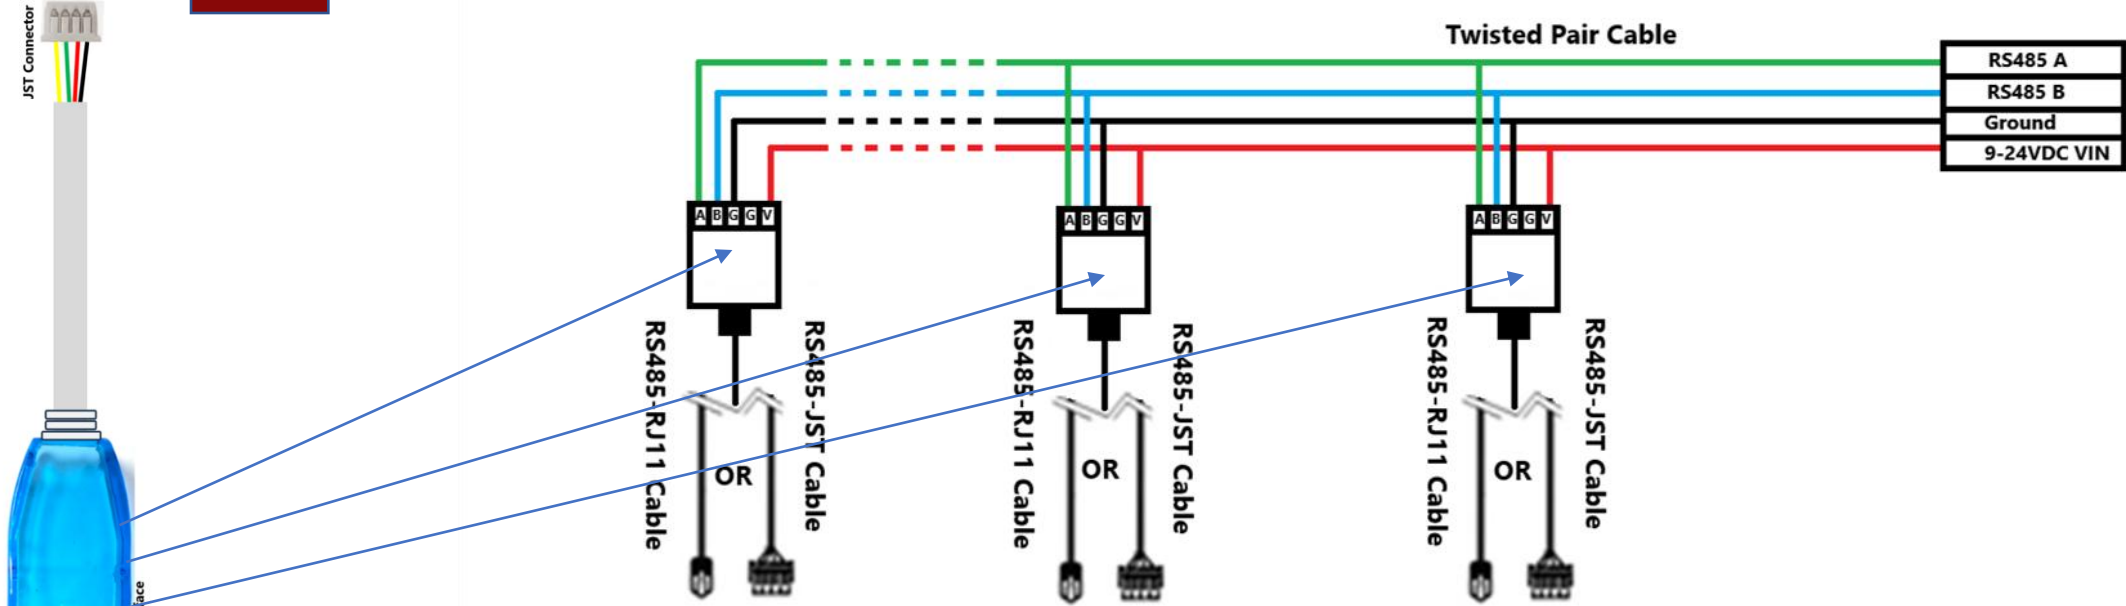 JST Connector
Twisted Pair Cable
RS485 A
RS485 B
Ground
9-24VDC VIN
A B G G V
A B G G V
A B G G V
RS485-RJ11 Cable
OR
RS485-JST Cable
RS485-RJ11 Cable
OR
RS485-JST Cable
RS485-RJ11 Cable
OR
RS485-JST Cable